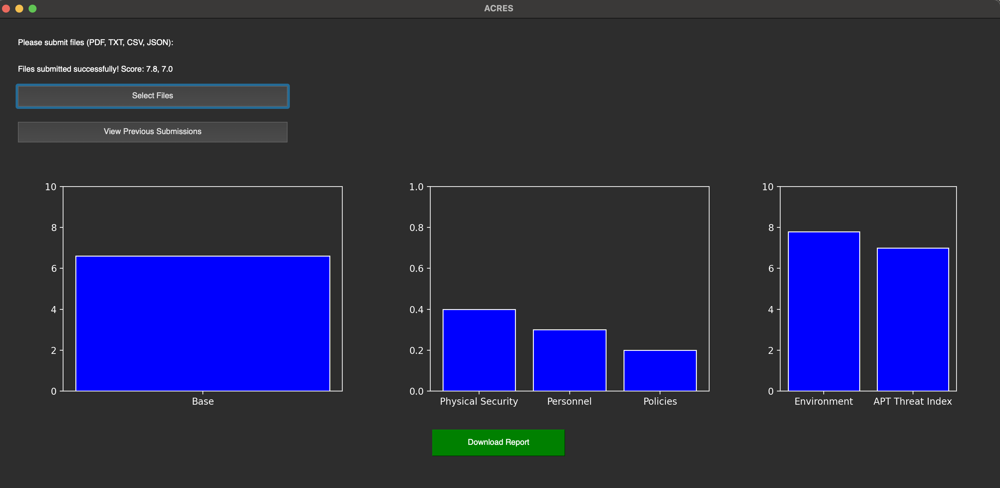 ACRES
Please submit files (PDF, TXT, CSV, JSON):
Files submitted successfully! Score: 7.8, 7.0
Select Files
View Previous Submissions
10
8
6
4
2
0
Base
1.0
0.8
0.6
0.4
0.2
0.0
Physical Security Personnel Policies
10
8
6
4
2
0
Environment APT Threat Index
Download Report